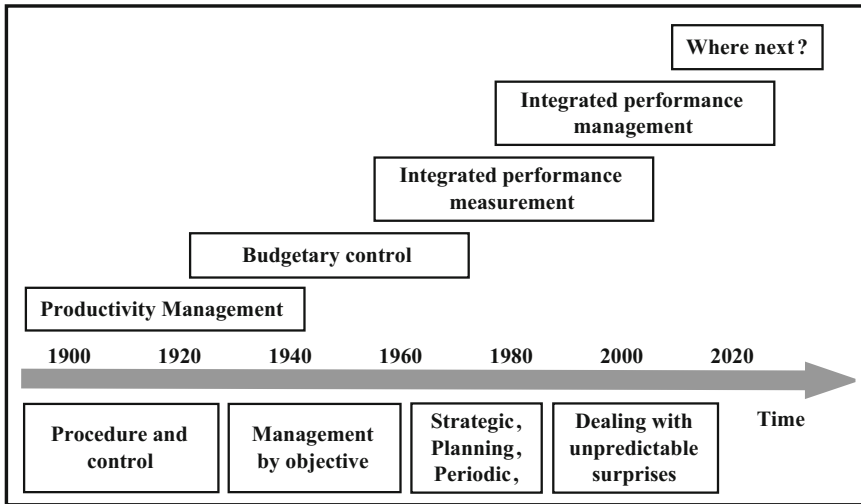 Where next?
Integrated performance
management
Integrated performance
measurement
Budgetary control
Productivity Management
1900 1920 1940 1960 1980 2000 2020
Procedure and
control
Management
by objective
Strategic,
Planning,
Periodic,
Dealing with
unpredictable
surprises
Time